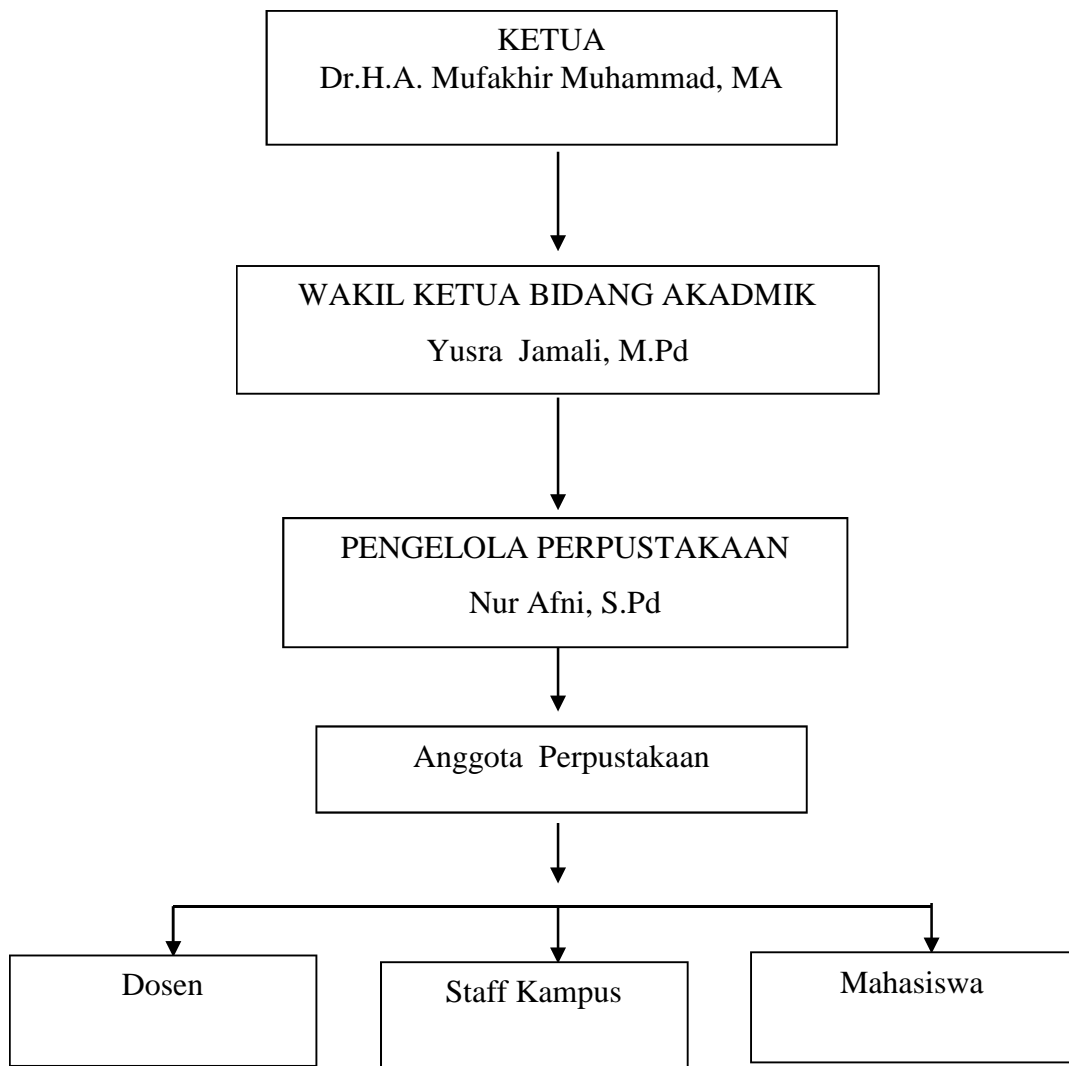 KETUA
Dr.H.A. Mufakhir Muhammad, MA
WAKIL KETUA BIDANG AKADMIK
Yusra Jamali, M.Pd
PENGELOLA PERPUSTAKAAN
Nur Afni, S.Pd
Anggota Perpustakaan
Dosen
Staff Kampus
Mahasiswa